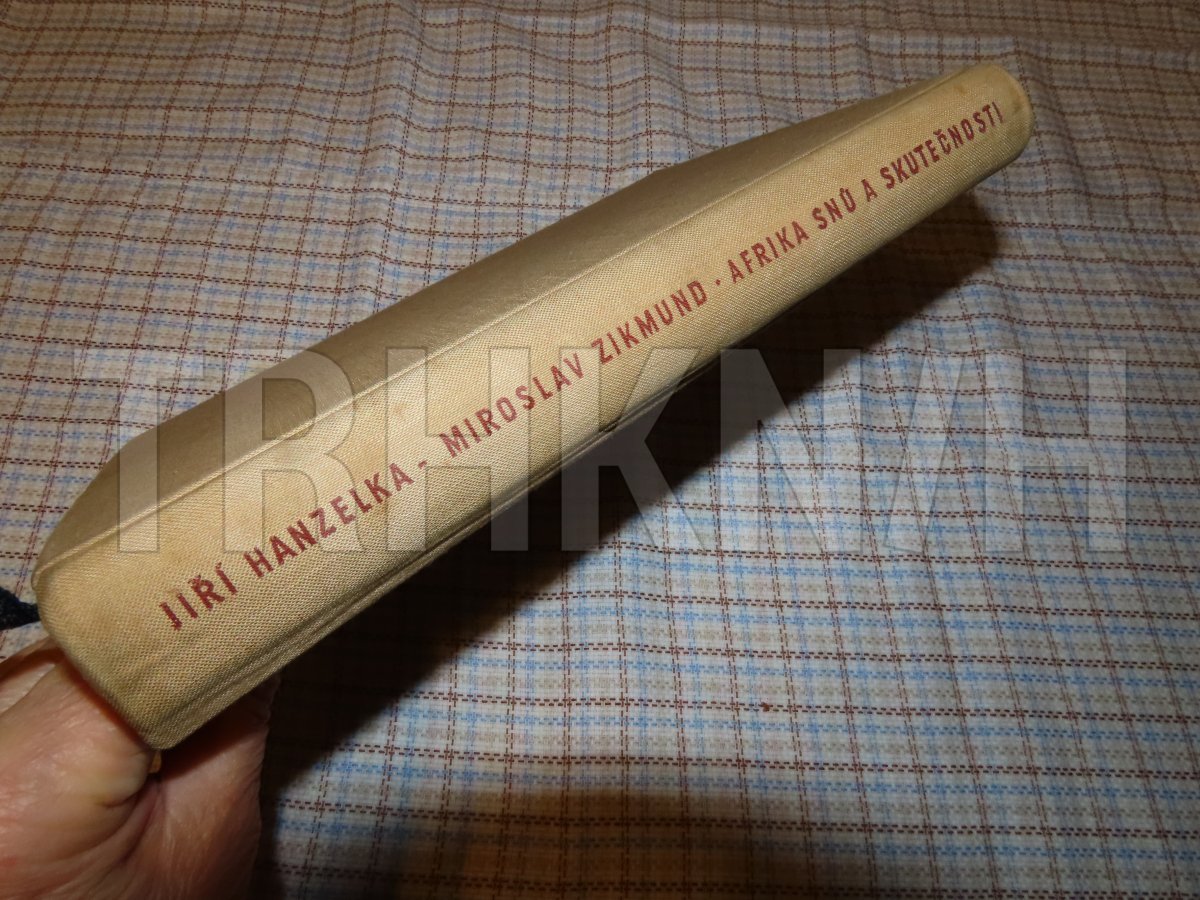 JIŘÍ HANZELKA - MIROSLAV ZIKMUND · AFRIKA SNŮ A SKUTEČNOSTI
TRHKNIH